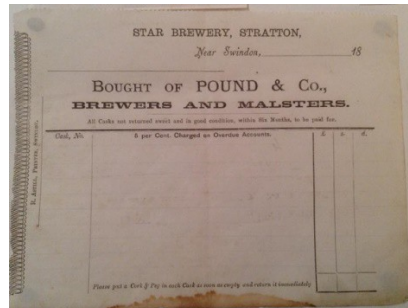 STAR BREWERY, STRATTON,
Near Swindon, 18
BOUGHT OF POUND & CO.,
BREWERS AND MALSTERS.
All Casks not returned sweet and in good condition, within Six Months, to be paid for.
Cask, No. 5 per Cent. Charged on Overdue Accounts. £ s. d.
Please put a Cork & Peg in each Cask as soon as empty and return it immediately
Printer, Swindon.